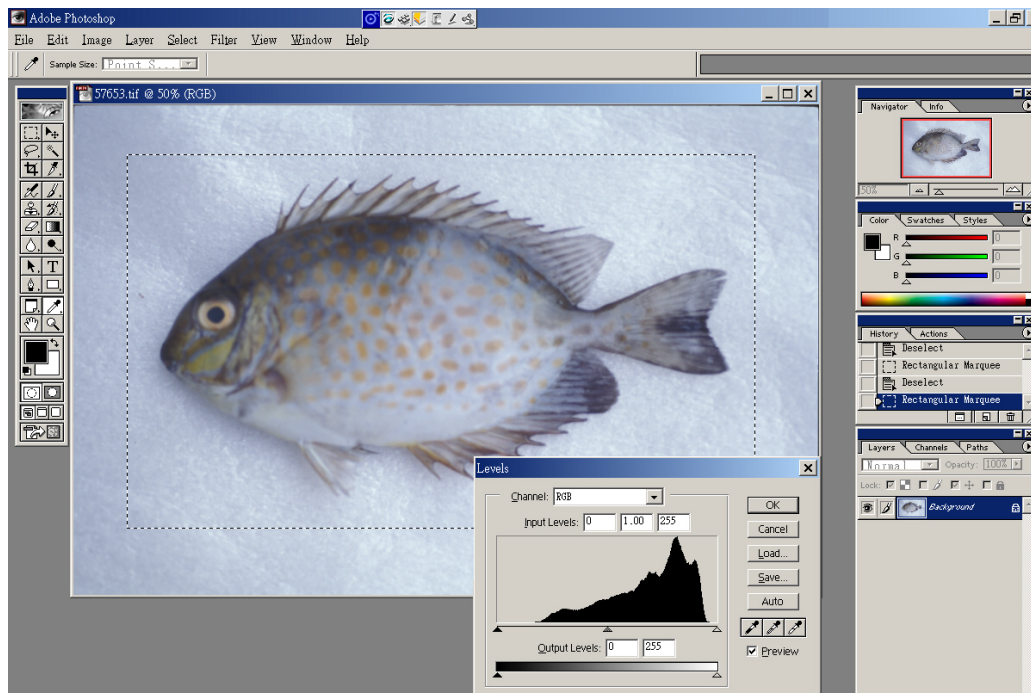 Adobe Photoshop
File Edit Image Layer Select Filter View Window Help
Sample Size: Point S...
57653.tif @ 50% (RGB)
Navigator Info
50%
Color Swatches Styles
R 0
G 0
B 0
History Actions
Deselect
Rectangular Marquee
Deselect
Rectangular Marquee
Layers Channels Paths
Normal Opacity: 100%
Lock:
Background
Levels
Channel: RGB
Input Levels: 0 1.00 255
Output Levels: 0 255
OK
Cancel
Load...
Save...
Auto
Preview